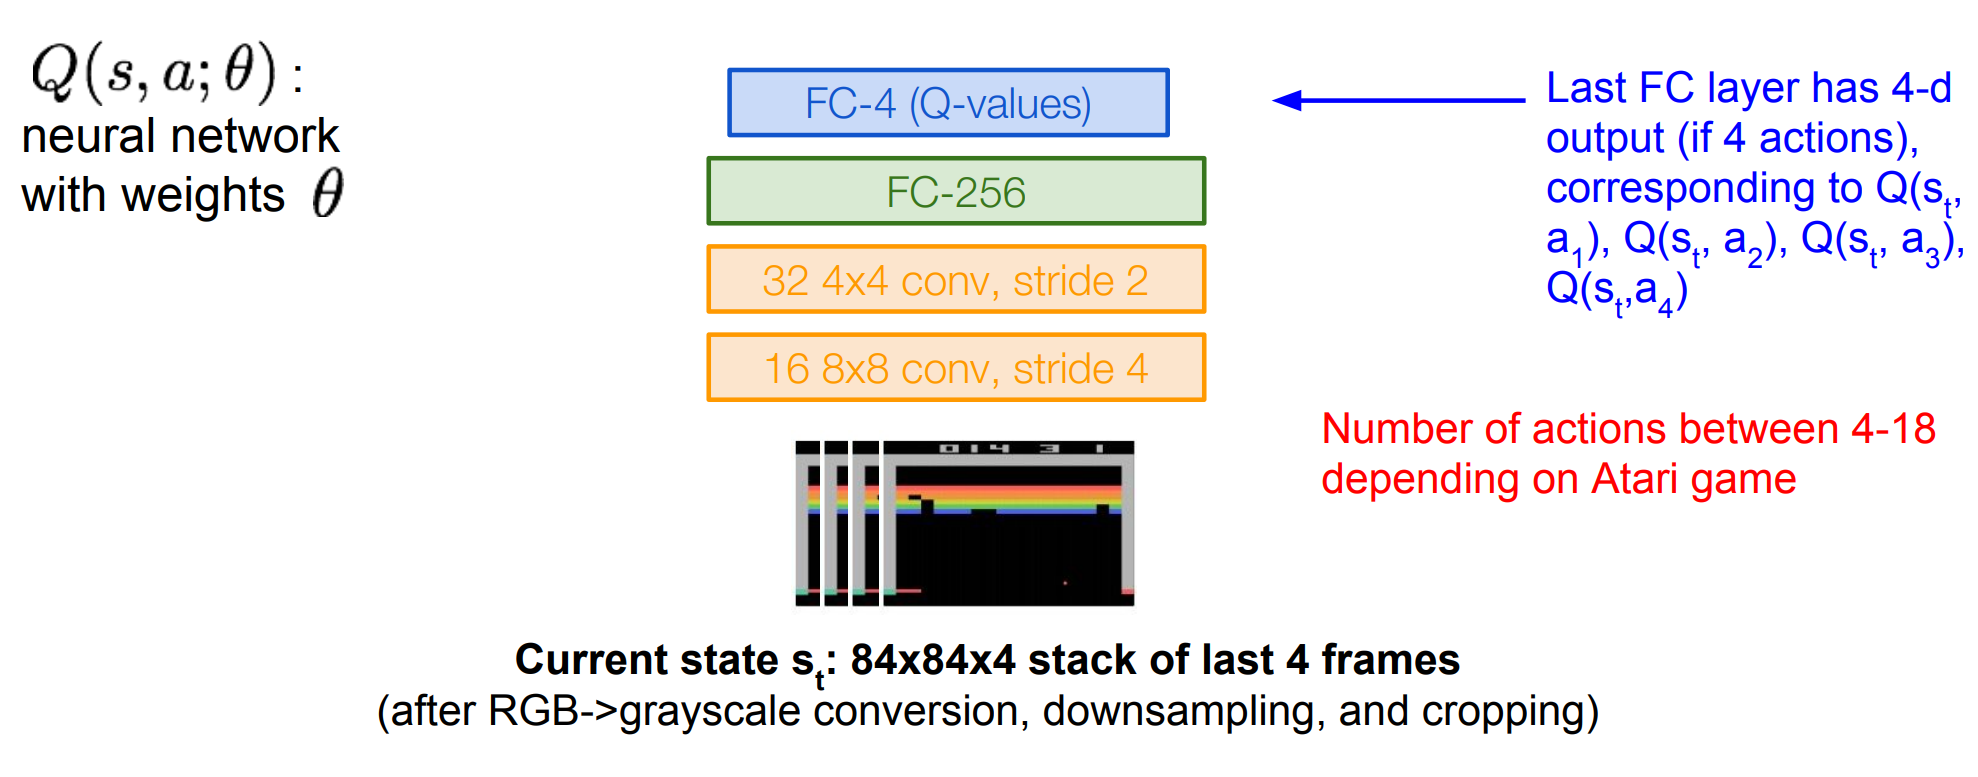 Q(s, a; θ) :
neural network
with weights θ
FC-4 (Q-values)
FC-256
32 4x4 conv, stride 2
16 8x8 conv, stride 4
Last FC layer has 4-d
output (if 4 actions),
corresponding to Q(s_t,
a_1), Q(s_t, a_2), Q(s_t, a_3),
Q(s_t,a_4)
Number of actions between 4-18
depending on Atari game
014 3 1
Current state s_t: 84x84x4 stack of last 4 frames
(after RGB->grayscale conversion, downsampling, and cropping)